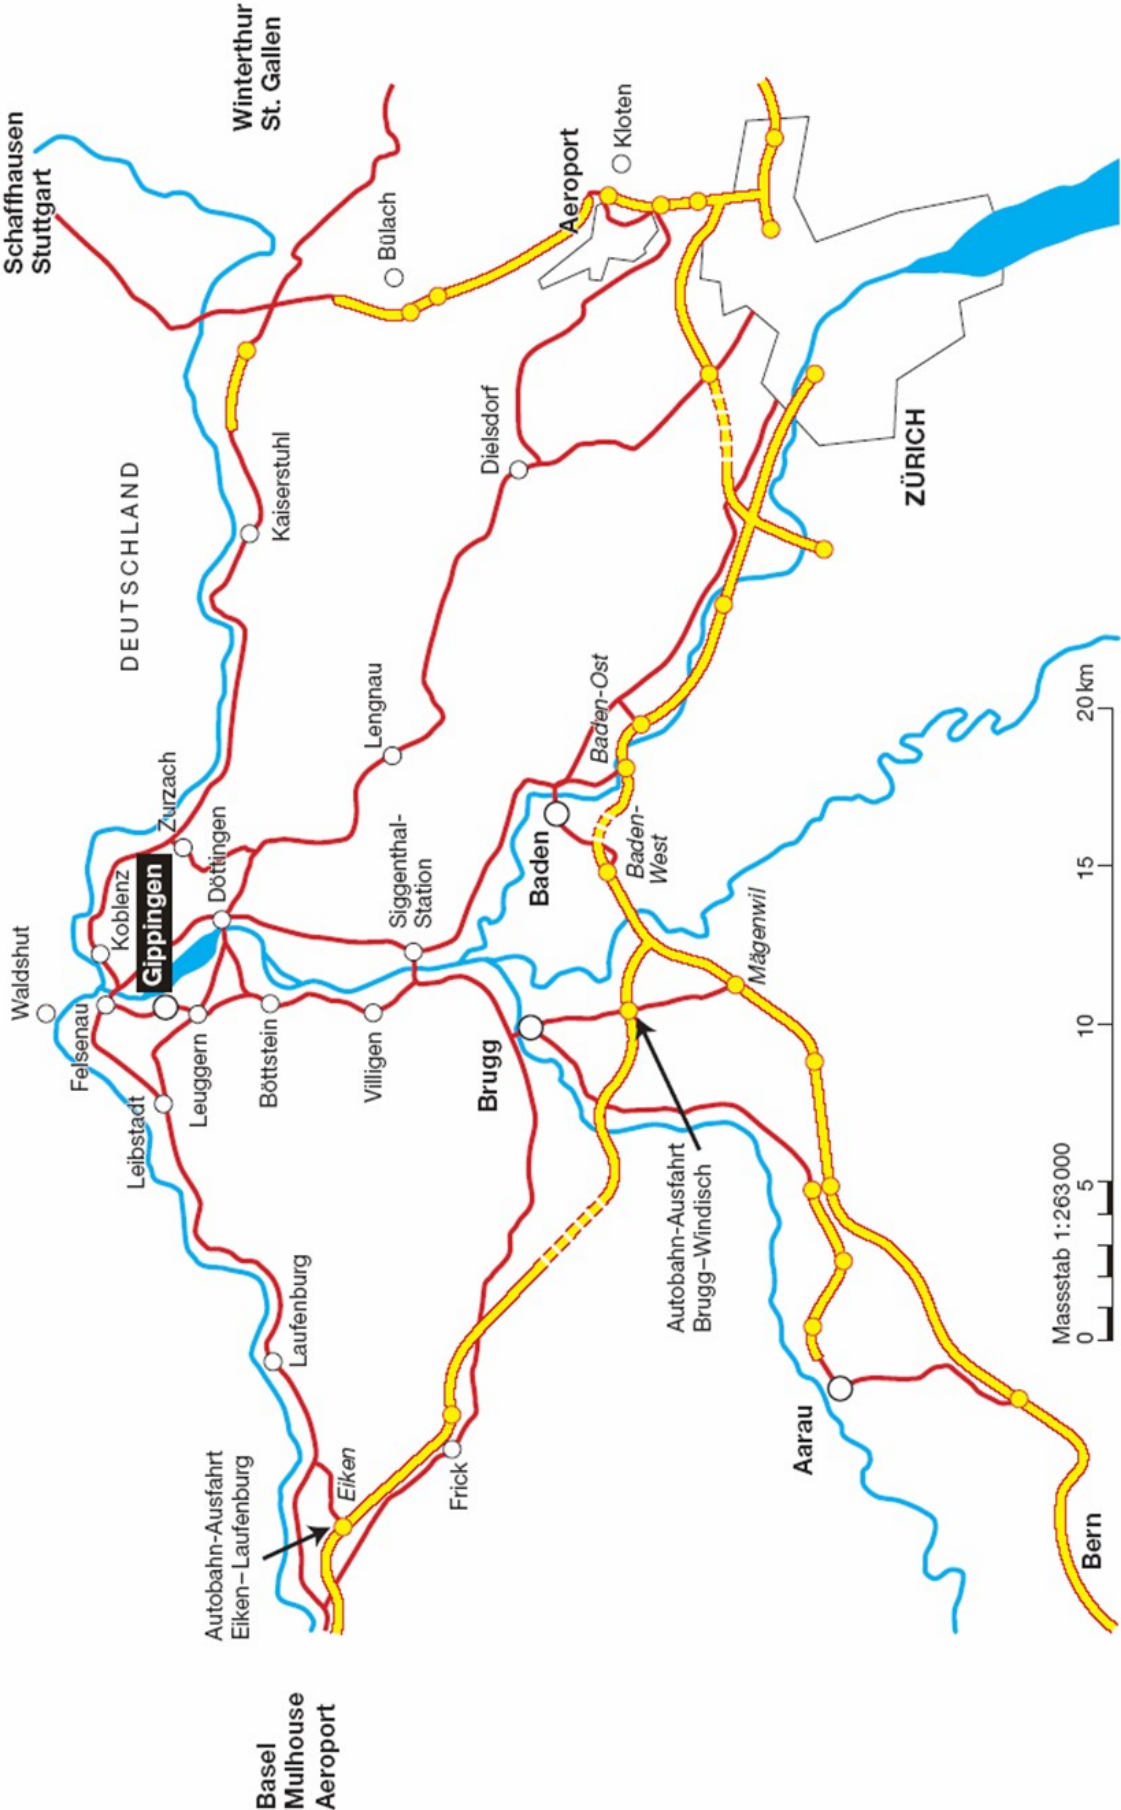 Schaffhausen
Stuttgart
Winterthur
St. Gallen
Waldshut
DEUTSCHLAND
Koblenz
Zurzach
Kaiserstuhl
Bülach
Felsenau
Gippingen
Döttingen
Leibstadt
Leuggern
Böttstein
Villigen
Siggenthal-
Station
Lengnau
Dielsdorf
Aeroport
Kloten
Laufenburg
Autobahn-Ausfahrt
Eiken–Laufenburg
Eiken
Frick
Basel
Mulhouse
Aeroport
Brugg
Baden
Baden-Ost
Baden-
West
ZÜRICH
Autobahn-Ausfahrt
Brugg–Windisch
Mägenwil
Aarau
Bern
Massstab 1:263 000
0 5 10 15 20 km